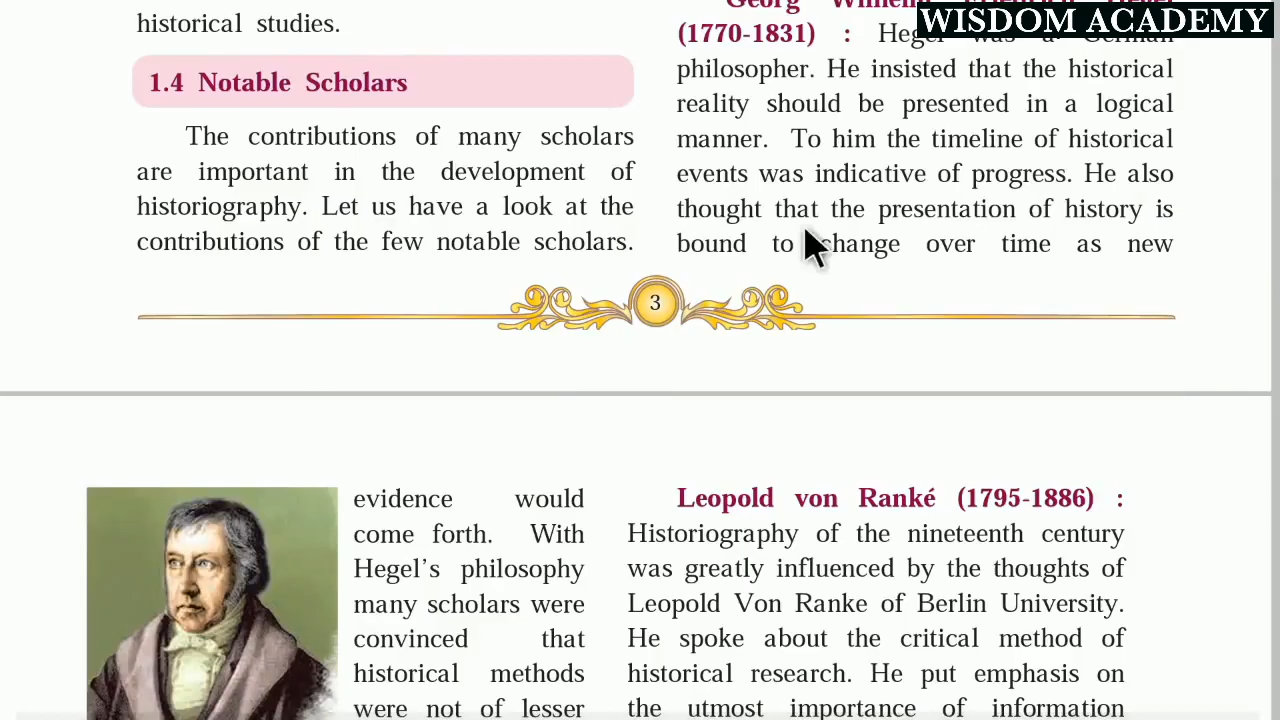 WISDOM ACADEMY
historical studies.
1.4 Notable Scholars
The contributions of many scholars
are important in the development of
historiography. Let us have a look at the
contributions of the few notable scholars.
Georg
(1770-1831) : Hegel was a German
philosopher. He insisted that the historical
reality should be presented in a logical
manner. To him the timeline of historical
events was indicative of progress. He also
thought that the presentation of history is
bound to change over time as new
3
evidence would
come forth. With
Hegel's philosophy
many scholars were
convinced that
historical methods
were not of lesser
Leopold von Ranké (1795-1886) :
Historiography of the nineteenth century
was greatly influenced by the thoughts of
Leopold Von Ranke of Berlin University.
He spoke about the critical method of
historical research. He put emphasis on
the utmost importance of information